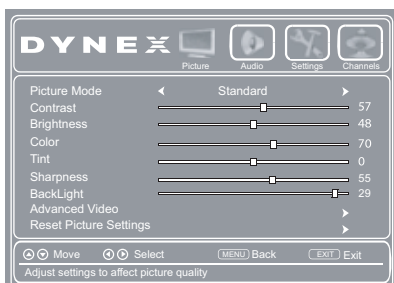 DYNEX
Picture Audio Settings Channels
Picture Mode Standard
Contrast 57
Brightness 48
Color 70
Tint 0
Sharpness 55
BackLight 29
Advanced Video
Reset Picture Settings
Move Select MENU Back EXIT Exit
Adjust settings to affect picture quality